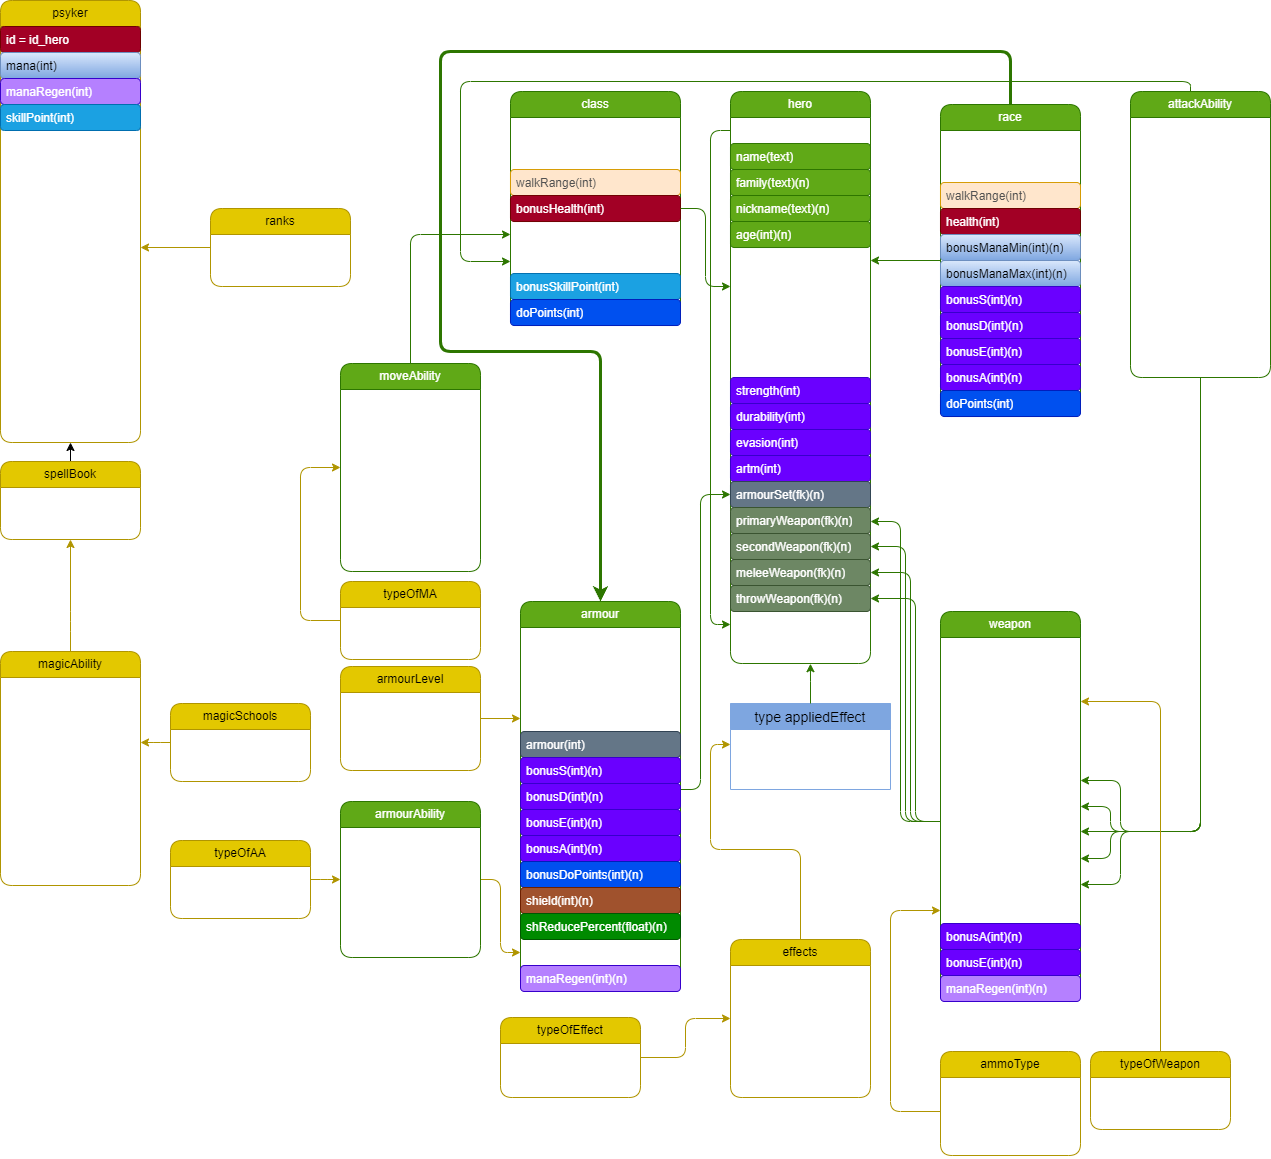 psyker
id = id_hero
mana(int)
manaRegen(int)
skillPoint(int)
ranks
class
walkRange(int)
bonusHealth(int)
bonusSkillPoint(int)
doPoints(int)
hero
name(text)
family(text)(n)
nickname(text)(n)
age(int)(n)
strength(int)
durability(int)
evasion(int)
artm(int)
armourSet(fk)(n)
primaryWeapon(fk)(n)
secondWeapon(fk)(n)
meleeWeapon(fk)(n)
throwWeapon(fk)(n)
race
walkRange(int)
health(int)
bonusManaMin(int)(n)
bonusManaMax(int)(n)
bonusS(int)(n)
bonusD(int)(n)
bonusE(int)(n)
bonusA(int)(n)
doPoints(int)
attackAbility
moveAbility
spellBook
typeOfMA
magicAbility
magicSchools
armourLevel
armour
armour(int)
bonusS(int)(n)
bonusD(int)(n)
bonusE(int)(n)
bonusA(int)(n)
bonusDoPoints(int)(n)
shield(int)(n)
shReducePercent(float)(n)
manaRegen(int)(n)
type appliedEffect
weapon
bonusA(int)(n)
bonusE(int)(n)
manaRegen(int)(n)
armourAbility
typeOfAA
effects
typeOfEffect
ammoType
typeOfWeapon